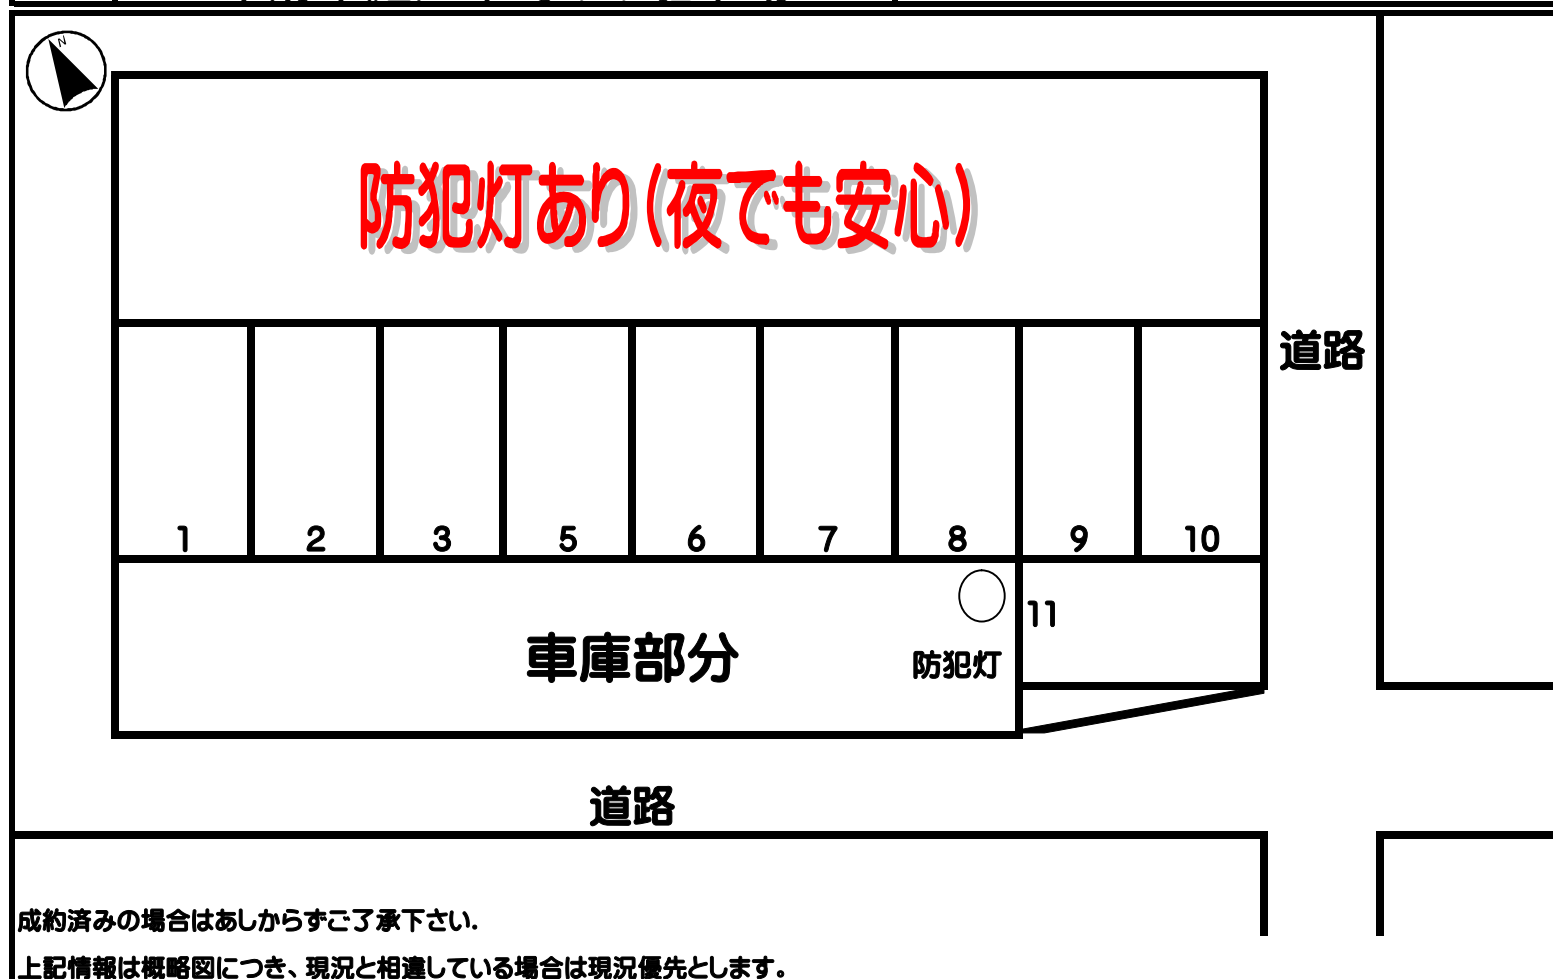 N
防犯灯あり(夜でも安心)
道路
1 2 3 5 6 7 8 9 10
11
車庫部分
防犯灯
道路
成約済みの場合はあしからずご了承下さい.
上記情報は概略図につき、現況と相違している場合は現況優先とします。